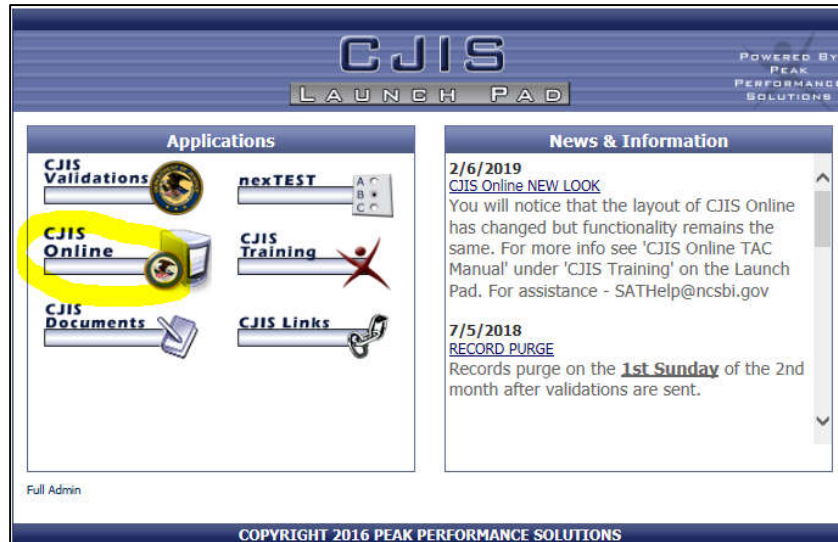 CJIS
LAUNCH PAD
POWERED BY
PEAK
PERFORMANCE
SOLUTIONS
Applications
CJIS
Validations
nexTEST
A
B
C
CJIS
Online
CJIS
Training
CJIS
Documents
CJIS Links
News & Information
2/6/2019
CJIS Online NEW LOOK
You will notice that the layout of CJIS Online
has changed but functionality remains the
same. For more info see 'CJIS Online TAC
Manual' under 'CJIS Training' on the Launch
Pad. For assistance - SATHelp@ncsbi.gov
7/5/2018
RECORD PURGE
Records purge on the 1st Sunday of the 2nd
month after validations are sent.
Full Admin
COPYRIGHT 2016 PEAK PERFORMANCE SOLUTIONS